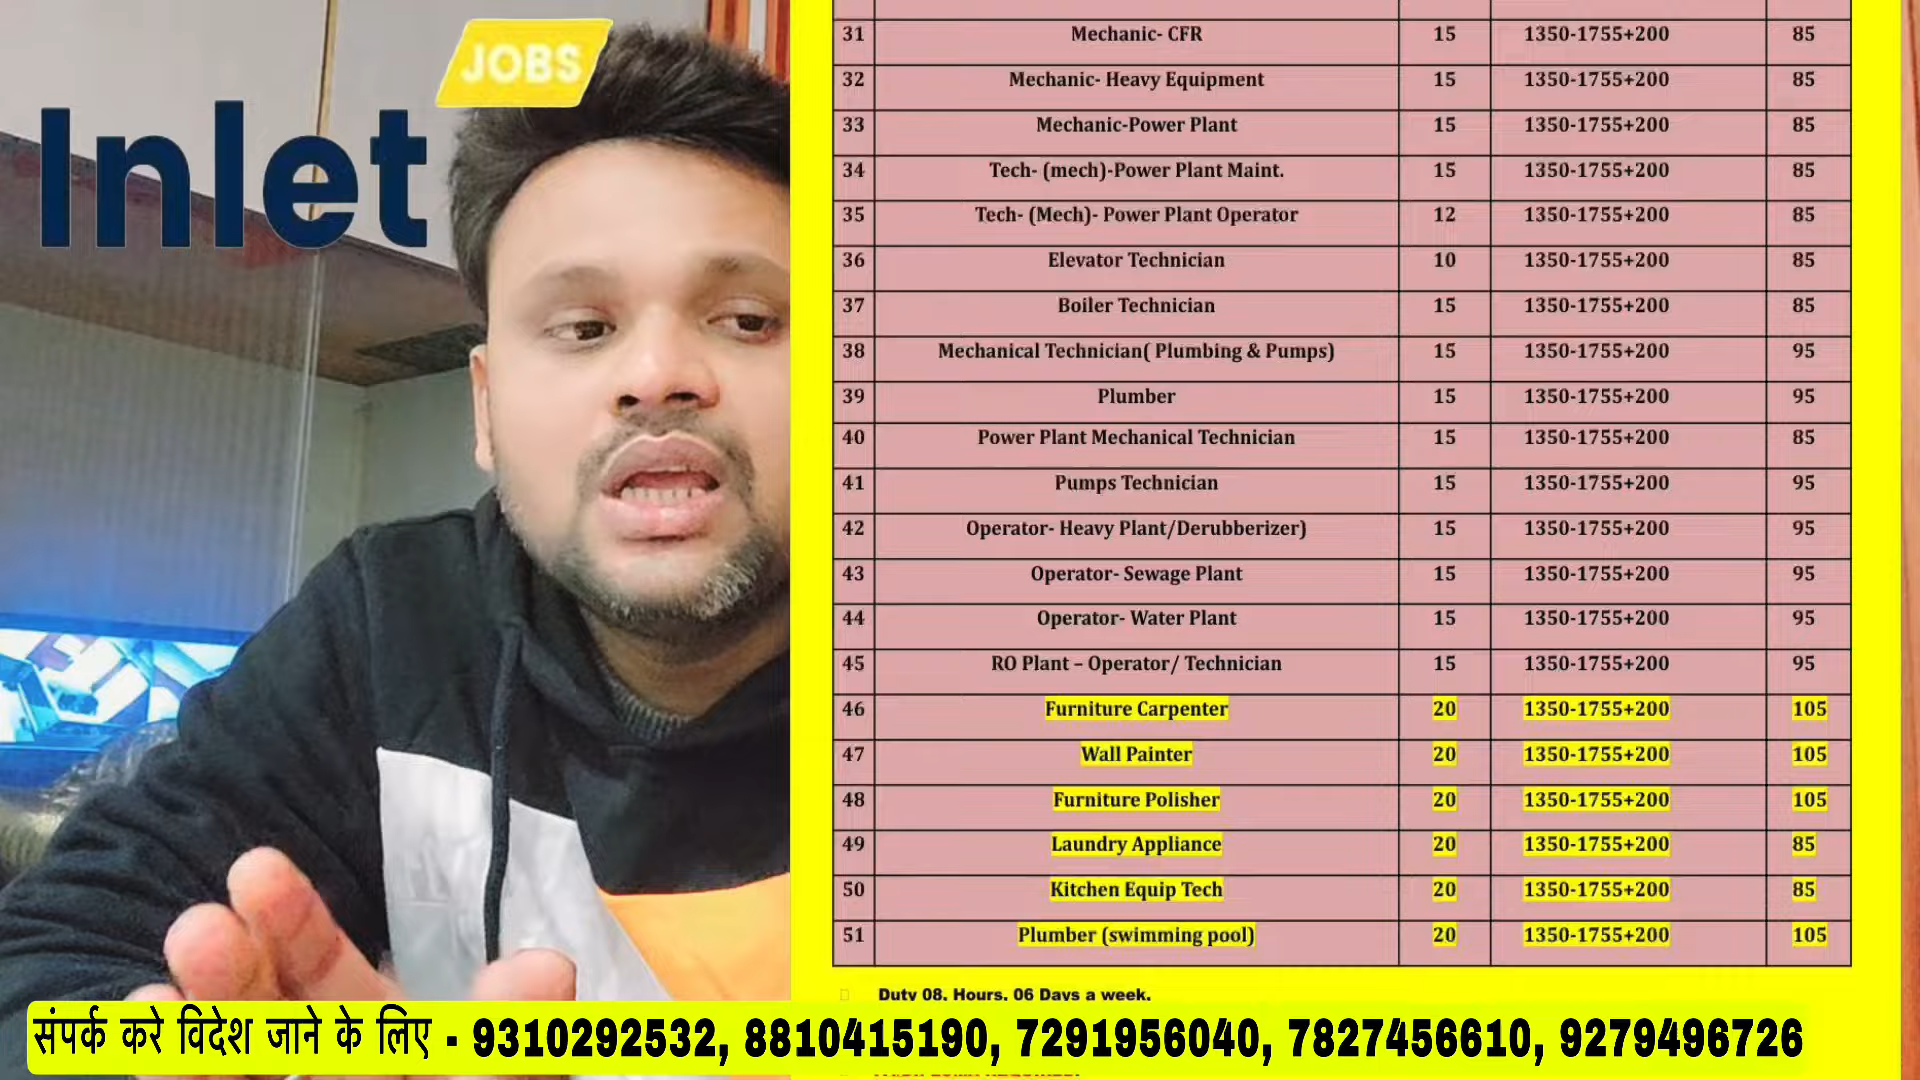 JOBS
Inlet
31 Mechanic- CFR 15 1350-1755+200 85
32 Mechanic- Heavy Equipment 15 1350-1755+200 85
33 Mechanic-Power Plant 15 1350-1755+200 85
34 Tech- (mech)-Power Plant Maint. 15 1350-1755+200 85
35 Tech- (Mech)- Power Plant Operator 12 1350-1755+200 85
36 Elevator Technician 10 1350-1755+200 85
37 Boiler Technician 15 1350-1755+200 85
38 Mechanical Technician( Plumbing & Pumps) 15 1350-1755+200 95
39 Plumber 15 1350-1755+200 95
40 Power Plant Mechanical Technician 15 1350-1755+200 85
41 Pumps Technician 15 1350-1755+200 95
42 Operator- Heavy Plant/Derubberizer) 15 1350-1755+200 95
43 Operator- Sewage Plant 15 1350-1755+200 95
44 Operator- Water Plant 15 1350-1755+200 95
45 RO Plant – Operator/ Technician 15 1350-1755+200 95
46 Furniture Carpenter 20 1350-1755+200 105
47 Wall Painter 20 1350-1755+200 105
48 Furniture Polisher 20 1350-1755+200 105
49 Laundry Appliance 20 1350-1755+200 85
50 Kitchen Equip Tech 20 1350-1755+200 85
51 Plumber (swimming pool) 20 1350-1755+200 105
Duty 08, Hours, 06 Days a week.
संपर्क करे विदेश जाने के लिए - 9310292532, 8810415190, 7291956040, 7827456610, 9279496726